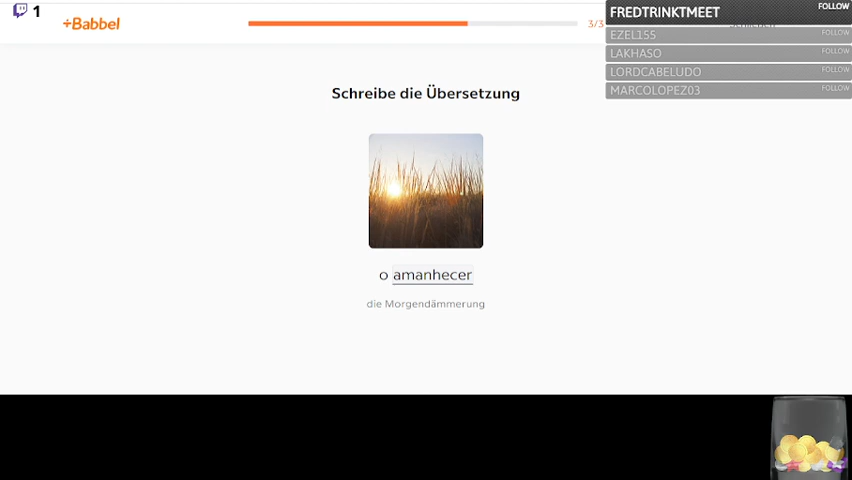 1
+Babbel
3/3
FREDTRINKTMEET FOLLOW
EZEL155 FOLLOW
LAKHASO FOLLOW
LORDCABELUDO FOLLOW
MARCOLOPEZ03 FOLLOW
Schreibe die Übersetzung
o amanhecer
die Morgendämmerung